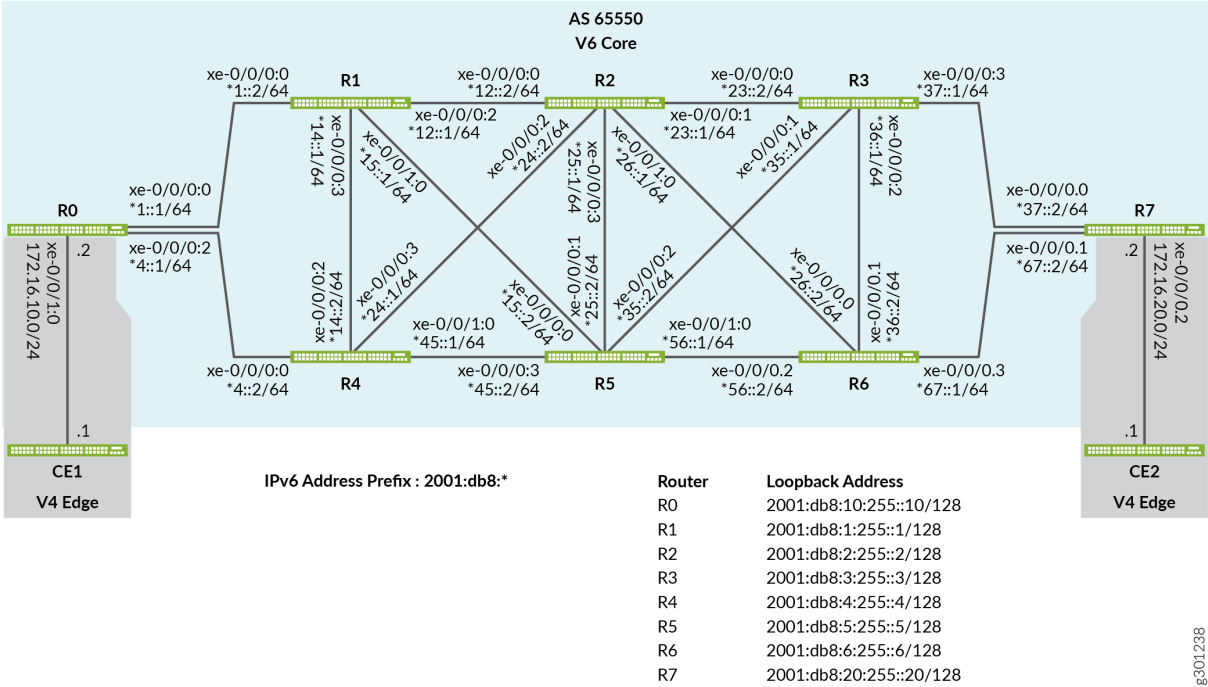 AS 65550
V6 Core
xe-0/0/0:0
*1::2/64
R1
xe-0/0/0:0
*12::2/64
R2
xe-0/0/0:0
*23::2/64
R3
xe-0/0/0:3
*37::1/64
xe-0/0/0:2
*12::1/64
xe-0/0/0:1
*23::1/64
xe-0/0/0:3
*14::1/64
xe-0/0/1:0
*15::1/64
xe-0/0/0:2
*24::2/64
xe-0/0/0:3
*25::1/64
xe-0/0/1:0
*26::1/64
xe-0/0/0:1
*35::1/64
xe-0/0/0:2
*36::1/64
R0
xe-0/0/0:0
*1::1/64
xe-0/0/0:2
*4::1/64
xe-0/0/0.0
*37::2/64
R7
xe-0/0/0.1
*67::2/64
.2
xe-0/0/1:0
172.16.10.0/24
.2
xe-0/0/0.2
172.16.20.0/24
xe-0/0/0:2
*14::2/64
xe-0/0/0:3
*24::1/64
xe-0/0/0:0
*15::2/64
xe-0/0/0:1
*25::2/64
xe-0/0/0:2
*35::2/64
xe-0/0/0.0
*26::2/64
xe-0/0/0.1
*36::2/64
xe-0/0/1:0
*45::1/64
xe-0/0/1:0
*56::1/64
xe-0/0/0:0
*4::2/64
R4
xe-0/0/0:3
*45::2/64
R5
xe-0/0/0.2
*56::2/64
R6
xe-0/0/0.3
*67::1/64
.1
CE1
V4 Edge
.1
CE2
V4 Edge
IPv6 Address Prefix : 2001:db8:*
Router Loopback Address
R0 2001:db8:10:255::10/128
R1 2001:db8:1:255::1/128
R2 2001:db8:2:255::2/128
R3 2001:db8:3:255::3/128
R4 2001:db8:4:255::4/128
R5 2001:db8:5:255::5/128
R6 2001:db8:6:255::6/128
R7 2001:db8:20:255::20/128
g301238